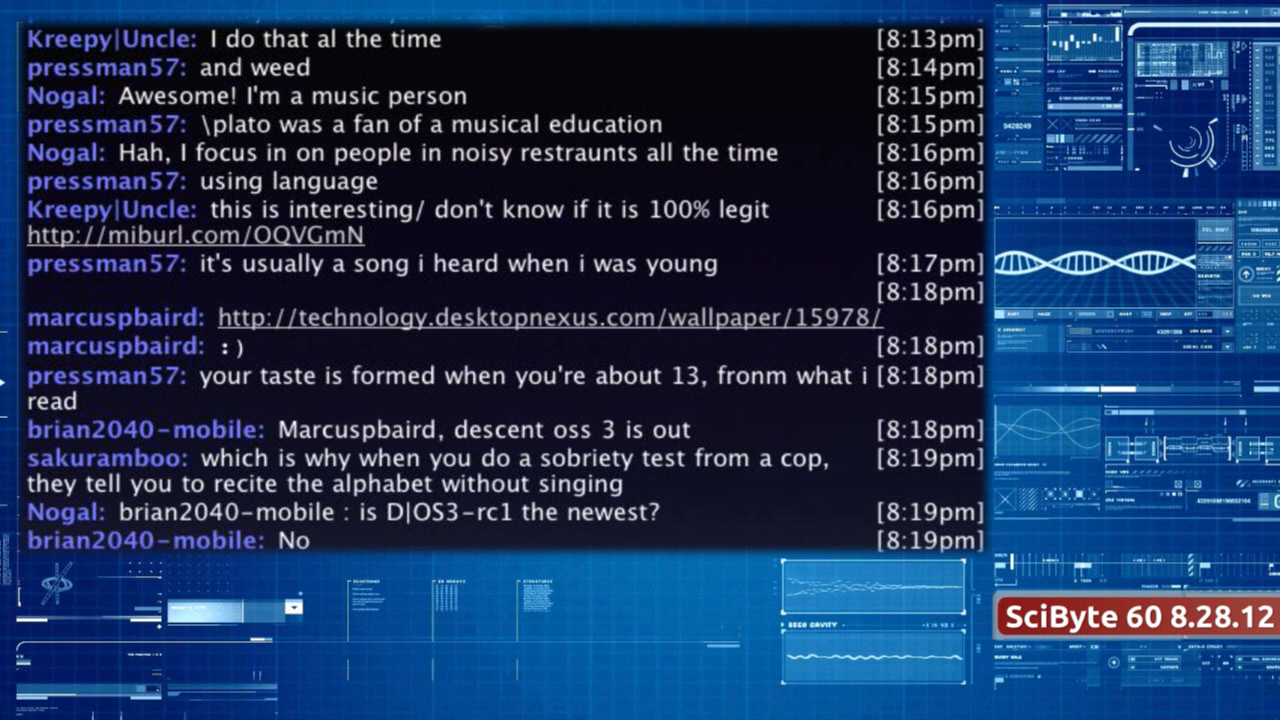 Kreepy|Uncle: I do that al the time [8:13pm]
pressman57: and weed [8:14pm]
Nogal: Awesome! I'm a music person [8:15pm]
pressman57: \plato was a fan of a musical education [8:15pm]
Nogal: Hah, I focus in on people in noisy restraunts all the time [8:16pm]
pressman57: using language [8:16pm]
Kreepy|Uncle: this is interesting/ don't know if it is 100% legit [8:16pm]
http://miburl.com/OQVGmN
pressman57: it's usually a song i heard when i was young [8:17pm]
[8:18pm]
marcuspbaird: http://technology.desktopnexus.com/wallpaper/15978/
marcuspbaird: :) [8:18pm]
pressman57: your taste is formed when you're about 13, fronm what i [8:18pm]
read
brian2040-mobile: Marcuspbaird, descent oss 3 is out [8:18pm]
sakuramboo: which is why when you do a sobriety test from a cop, [8:19pm]
they tell you to recite the alphabet without singing
Nogal: brian2040-mobile : is D|OS3-rc1 the newest? [8:19pm]
brian2040-mobile: No [8:19pm]
9428249
SciByte 60 8.28.12